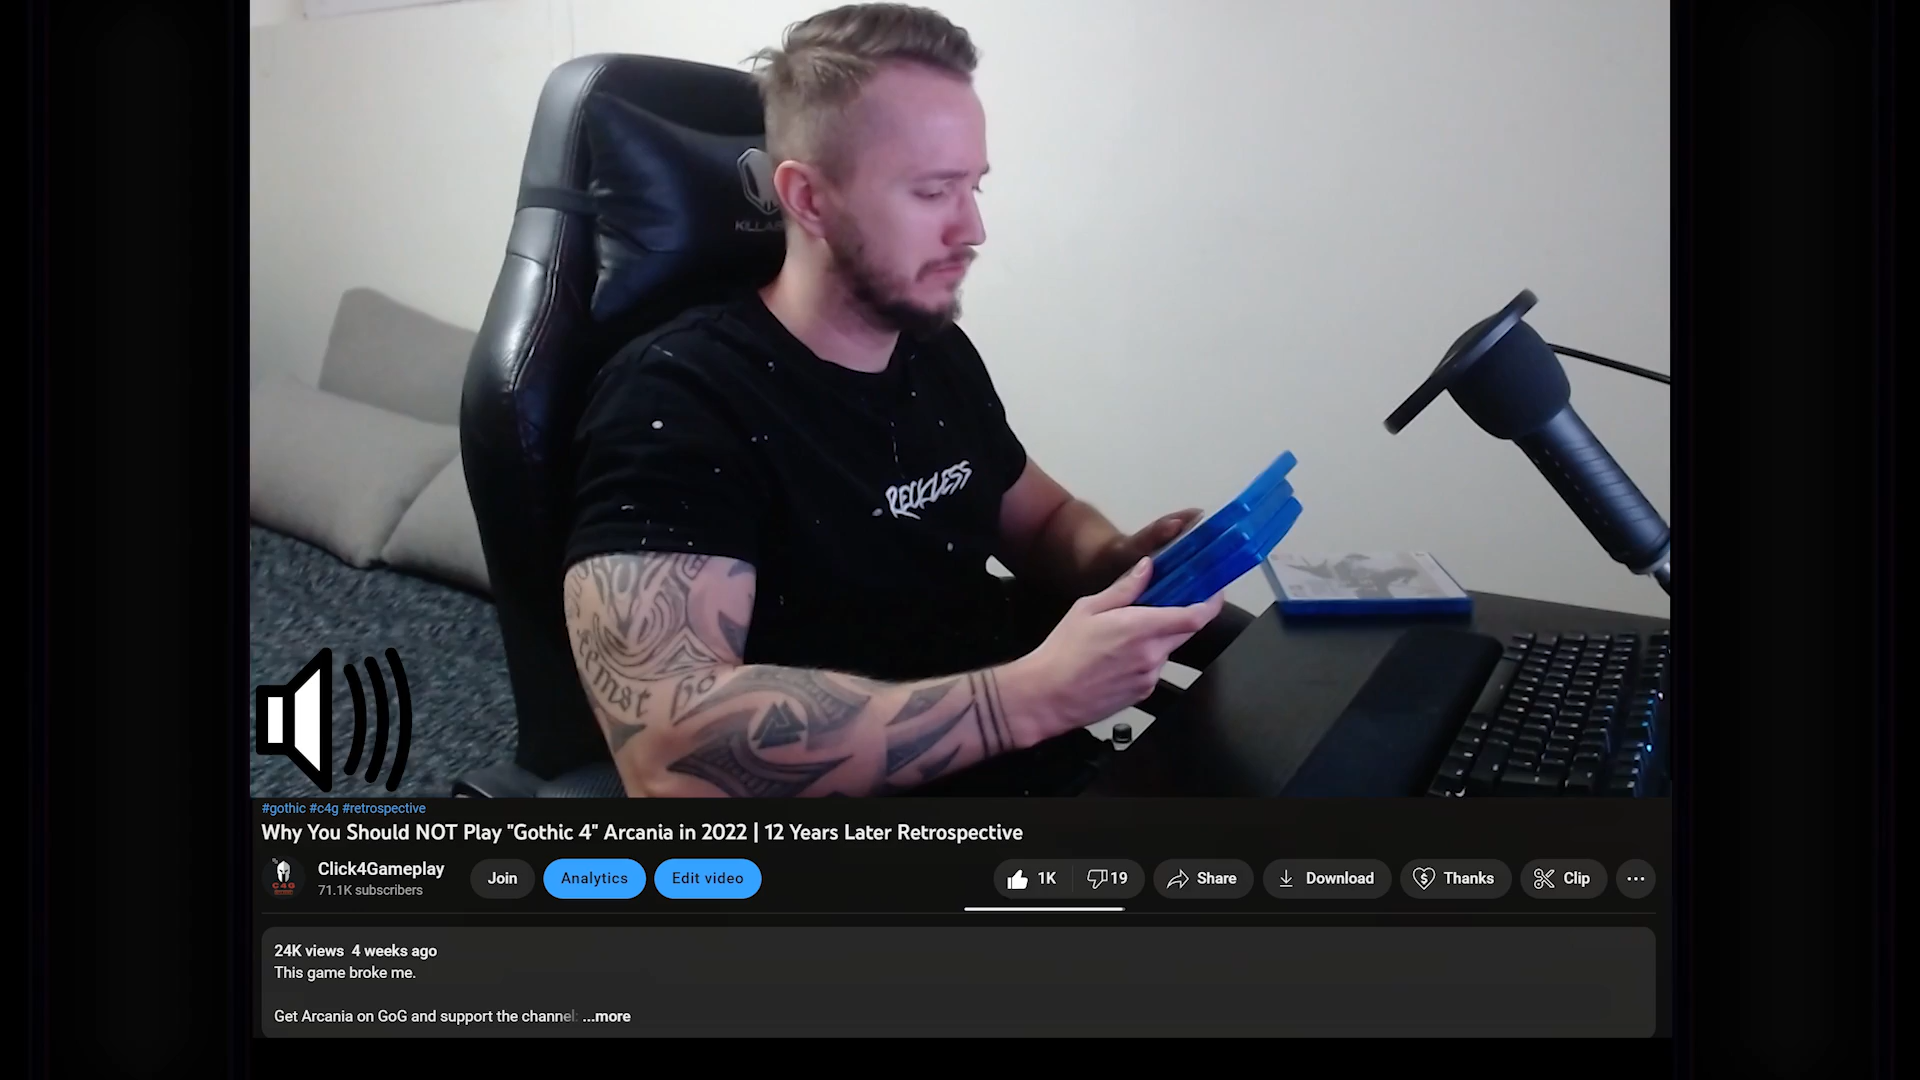 RECKLESS
#gothic #c4g #retrospective
Why You Should NOT Play "Gothic 4" Arcania in 2022 | 12 Years Later Retrospective
C4G
Click4Gameplay
71.1K subscribers
Join
Analytics
Edit video
1K
19
Share
Download
Thanks
Clip
24K views 4 weeks ago
This game broke me.
Get Arcania on GoG and support the channel: ...more